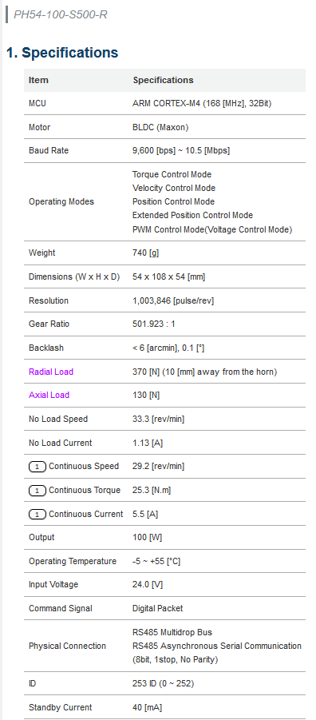 PH54-100-S500-R
1. Specifications
Item Specifications
MCU ARM CORTEX-M4 (168 [MHz], 32Bit)
Motor BLDC (Maxon)
Baud Rate 9,600 [bps] ~ 10.5 [Mbps]
Operating Modes
Torque Control Mode
Velocity Control Mode
Position Control Mode
Extended Position Control Mode
PWM Control Mode(Voltage Control Mode)
Weight 740 [g]
Dimensions (W x H x D) 54 x 108 x 54 [mm]
Resolution 1,003,846 [pulse/rev]
Gear Ratio 501.923 : 1
Backlash < 6 [arcmin], 0.1 [°]
Radial Load 370 [N] (10 [mm] away from the horn)
Axial Load 130 [N]
No Load Speed 33.3 [rev/min]
No Load Current 1.13 [A]
1 Continuous Speed 29.2 [rev/min]
1 Continuous Torque 25.3 [N.m]
1 Continuous Current 5.5 [A]
Output 100 [W]
Operating Temperature -5 ~ +55 [°C]
Input Voltage 24.0 [V]
Command Signal Digital Packet
Physical Connection
RS485 Multidrop Bus
RS485 Asynchronous Serial Communication
(8bit, 1stop, No Parity)
ID 253 ID (0 ~ 252)
Standby Current 40 [mA]